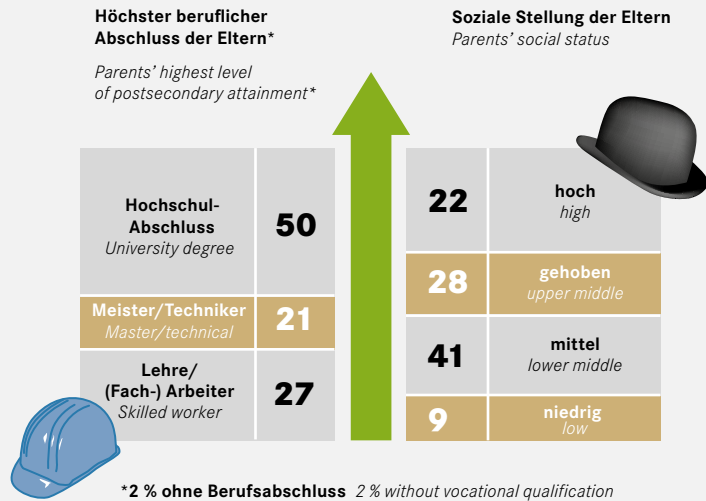 Höchster beruflicher
Abschluss der Eltern*
Parents' highest level
of postsecondary attainment*
Soziale Stellung der Eltern
Parents' social status
Hochschul-
Abschluss
University degree
50
Meister/Techniker
Master/technical
21
Lehre/
(Fach-) Arbeiter
Skilled worker
27
22
hoch
high
28
gehoben
upper middle
41
mittel
lower middle
9
niedrig
low
*2 % ohne Berufsabschluss 2 % without vocational qualification